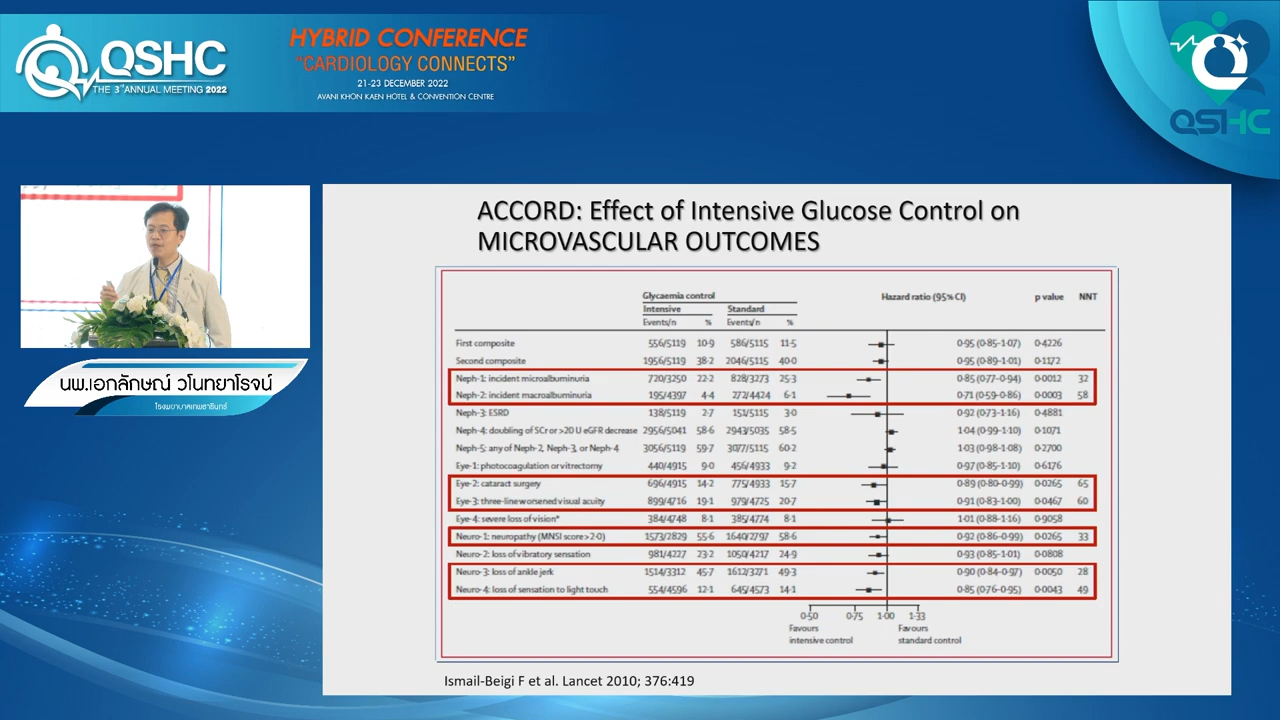 QSHC
THE 3rd ANNUAL MEETING 2022
HYBRID CONFERENCE
"CARDIOLOGY CONNECTS"
21-23 DECEMBER 2022
AVANI KHON KAEN HOTEL & CONVENTION CENTRE
QSHC
นพ.เอกลักษณ์ วโนทยาโรจน์
โรงพยาบาลเทพธารินทร์
ACCORD: Effect of Intensive Glucose Control on
MICROVASCULAR OUTCOMES
Glycaemia control Hazard ratio (95% CI) p value NNT
Intensive Standard
Events/n % Events/n %
First composite 556/5119 10·9 586/5115 11·5 0·95 (0·85-1·07) 0·4226
Second composite 1956/5119 38·2 2046/5115 40·0 0·95 (0·89-1·01) 0·1172
Neph-1: incident microalbuminuria 720/3250 22·2 828/3273 25·3 0·85 (0·77-0·94) 0·0012 32
Neph-2: incident macroalbuminuria 195/4397 4·4 272/4424 6·1 0·71 (0·59-0·86) 0·0003 58
Neph-3: ESRD 138/5119 2·7 151/5115 3·0 0·92 (0·73-1·16) 0·4881
Neph-4: doubling of SCr or >20 U eGFR decrease 2956/5041 58·6 2943/5035 58·5 1·04 (0·99-1·10) 0·1071
Neph-5: any of Neph-2, Neph-3, or Neph-4 3056/5119 59·7 3077/5115 60·2 1·03 (0·98-1·08) 0·2700
Eye-1: photocoagulation or vitrectomy 440/4915 9·0 456/4933 9·2 0·97 (0·85-1·10) 0·6176
Eye-2: cataract surgery 696/4915 14·2 775/4933 15·7 0·89 (0·80-0·99) 0·0265 65
Eye-3: three-line worsened visual acuity 899/4716 19·1 979/4725 20·7 0·91 (0·83-1·00) 0·0467 60
Eye-4: severe loss of vision* 384/4748 8·1 385/4774 8·1 1·01 (0·88-1·16) 0·9058
Neuro-1: neuropathy (MNSI score>2·0) 1573/2829 55·6 1640/2797 58·6 0·92 (0·86-0·99) 0·0265 33
Neuro-2: loss of vibratory sensation 981/4227 23·2 1050/4217 24·9 0·93 (0·85-1·01) 0·0808
Neuro-3: loss of ankle jerk 1514/3312 45·7 1612/3271 49·3 0·90 (0·84-0·97) 0·0050 28
Neuro-4: loss of sensation to light touch 554/4596 12·1 645/4573 14·1 0·85 (0·76-0·95) 0·0043 49
0·50 0·75 1·00 1·33
Favours Favours
intensive control standard control
Ismail-Beigi F et al. Lancet 2010; 376:419